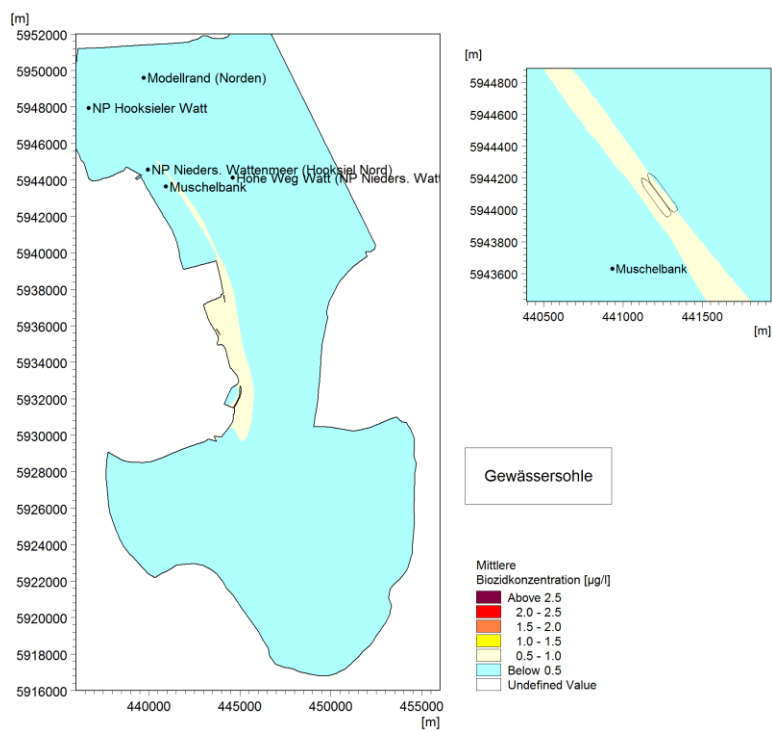 [m]
5952000
5950000
5948000
5946000
5944000
5942000
5940000
5938000
5936000
5934000
5932000
5930000
5928000
5926000
5924000
5922000
5920000
5918000
5916000
Modellrand (Norden)
NP Hooksieler Watt
NP Nieders. Wattenmeer (Hooksiel Nord)
Hohe Weg Watt (NP Nieders. Watt
Muschelbank
440000 445000 450000 455000
[m]
[m]
5944800
5944600
5944400
5944200
5944000
5943800
5943600
Muschelbank
440500 441000 441500
[m]
Gewässersohle
Mittlere
Biozidkonzentration [µg/l]
Above 2.5
2.0 - 2.5
1.5 - 2.0
1.0 - 1.5
0.5 - 1.0
Below 0.5
Undefined Value